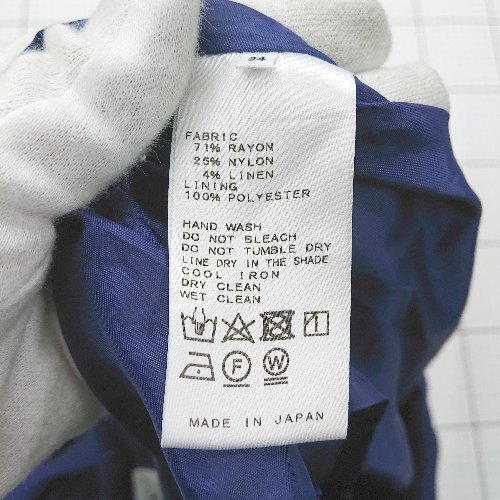 34
FABRIC
71% RAYON
25% NYLON
4% LINEN
LINING
100% POLYESTER
HAND WASH
DO NOT BLEACH
DO NOT TUMBLE DRY
LINE DRY IN THE SHADE
COOL IRON
DRY CLEAN
WET CLEAN
F W
MADE IN JAPAN